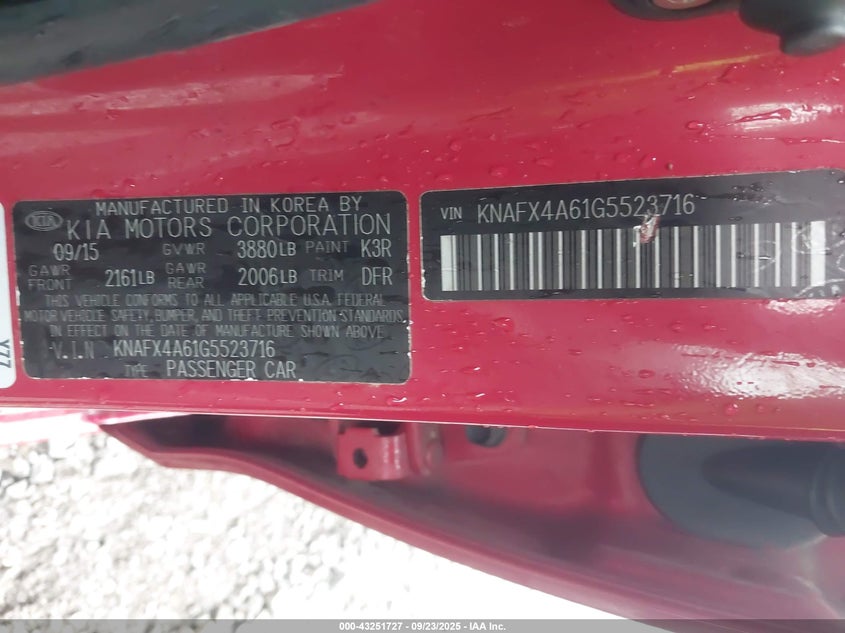 MANUFACTURED IN KOREA BY
KIA KIA MOTORS CORPORATION
09/15 GVWR 3880LB PAINT K3R
GAWR FRONT 2161LB GAWR REAR 2006LB TRIM DFR
THIS VEHICLE CONFORMS TO ALL APPLICABLE U.S.A. FEDERAL
MOTOR VEHICLE SAFETY, BUMPER, AND THEFT PREVENTION STANDARDS
IN EFFECT ON THE DATE OF MANUFACTURE SHOWN ABOVE
V.I.N KNAFX4A61G5523716
TYPE PASSENGER CAR
VIN KNAFX4A61G5523716
Y77
000-43251727 - 09/23/2025 - IAA Inc.